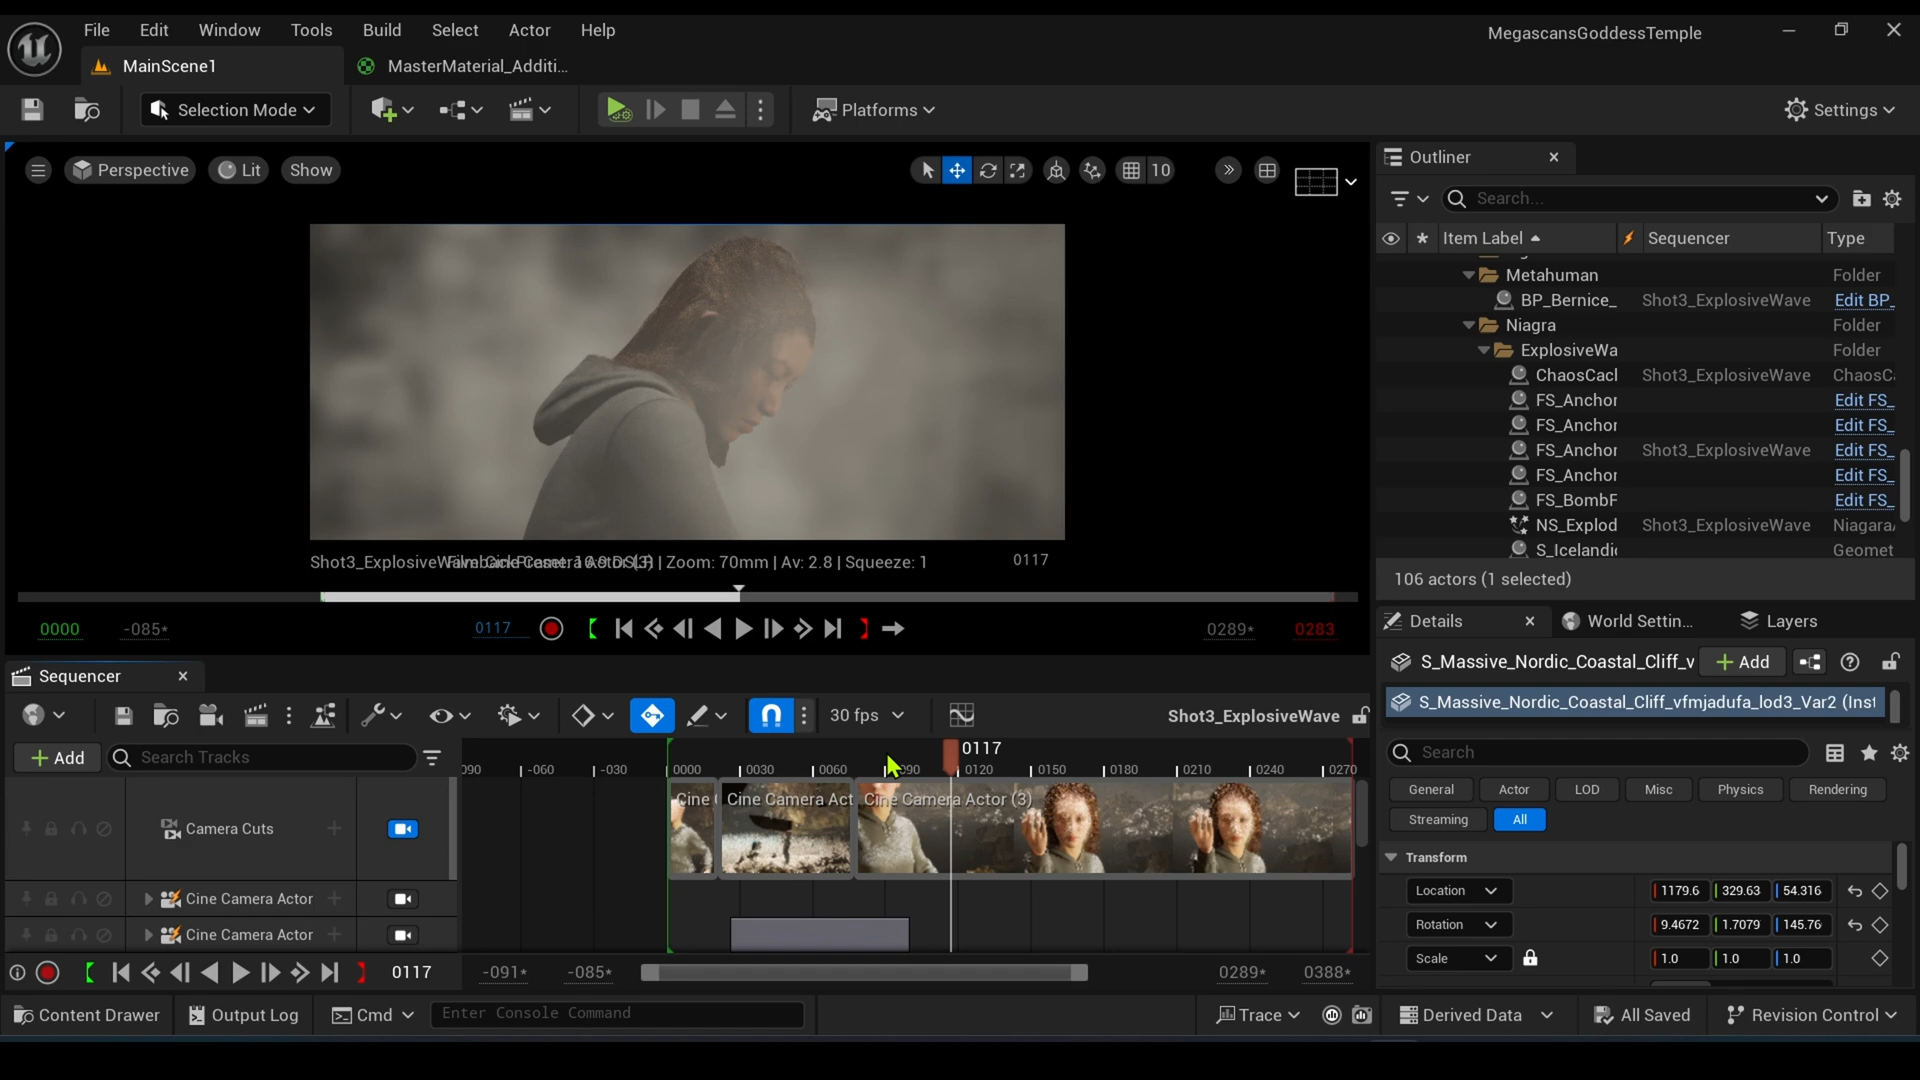 File Edit Window Tools Build Select Actor Help
MegascansGoddessTemple
MainScene1
MasterMaterial_Additi...
Selection Mode
Platforms
Settings
Perspective
Lit
Show
10
Outliner
Search...
Item Label
Sequencer
Type
Metahuman Folder
BP_Bernice_ Shot3_ExplosiveWave Edit BP_
Niagra Folder
ExplosiveWa Folder
ChaosCacl Shot3_ExplosiveWave ChaosC
FS_Anchor Edit FS_
FS_Anchor Edit FS_
FS_Anchor Shot3_ExplosiveWave Edit FS_
FS_Anchor Edit FS_
FS_BombF Edit FS_
NS_Explod Shot3_ExplosiveWave Niagara
S_Icelandi Geomet
106 actors (1 selected)
Shot3_ExplosiveWave | Zoom: 70mm | Av: 2.8 | Squeeze: 1
0117
0000 -085* 0117 0289* 0283
Details
World Settin...
Layers
S_Massive_Nordic_Coastal_Cliff_v
Add
S_Massive_Nordic_Coastal_Cliff_vfmjadufa_lod3_Var2 (Inst
Search
General Actor LOD Misc Physics Rendering
Streaming All
Transform
Location 1179.6 329.63 54.316
Rotation 9.4672 1.7079 145.76
Scale 1.0 1.0 1.0
Sequencer
30 fps
Shot3_ExplosiveWave
Add
Search Tracks
0117
090 -060 -030 0000 0030 0060 0090 0120 0150 0180 0210 0240 0270
Camera Cuts
Cine Cine Camera Act Cine Camera Actor (3)
Cine Camera Actor
Cine Camera Actor
0117 -091* -085* 0289* 0388*
Content Drawer
Output Log
Cmd
Enter Console Command
Trace
Derived Data
All Saved
Revision Control